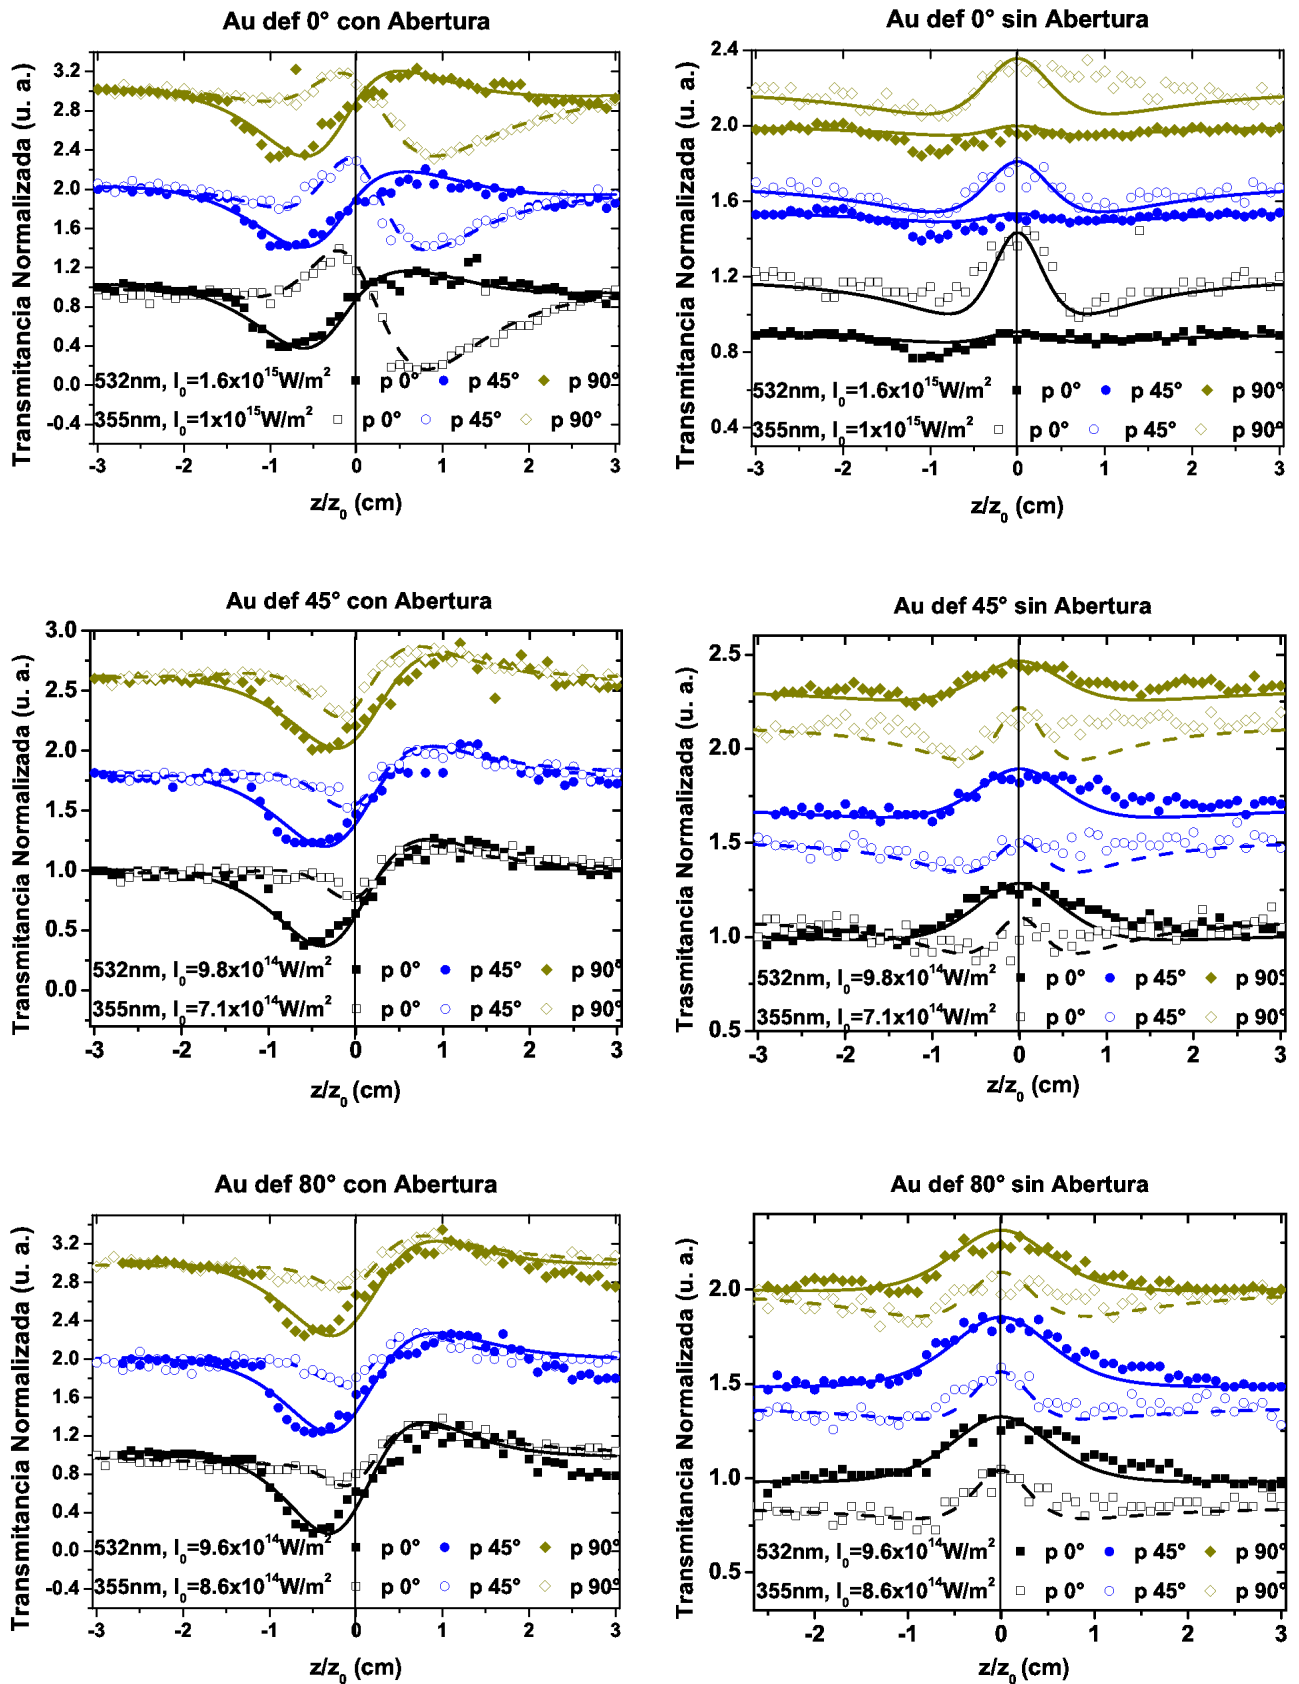 Au def 0° con Abertura
Transmitancia Normalizada (u. a.)
3.2
2.4
2.0
1.2
0.4
0.0
-0.4
532nm, I0=1.6x10^15W/m^2 p 0° p 45° p 90°
355nm, I0=1x10^15W/m^2 p 0° p 45° p 90°
-3 -2 -1 0 1 2 3
z/z0 (cm)
Au def 0° sin Abertura
Transmitancia Normalizada (u. a.)
2.4
2.0
1.6
1.2
0.8
0.4
532nm, I0=1.6x10^15W/m^2 p 0° p 45° p 90°
355nm, I0=1x10^15W/m^2 p 0° p 45° p 90°
-3 -2 -1 0 1 2 3
z/z0 (cm)
Au def 45° con Abertura
Transmitancia Normalizada (u. a.)
3.0
2.5
2.0
1.5
1.0
0.5
0.0
532nm, I0=9.8x10^14W/m^2 p 0° p 45° p 90°
355nm, I0=7.1x10^14W/m^2 p 0° p 45° p 90°
-3 -2 -1 0 1 2 3
z/z0 (cm)
Au def 45° sin Abertura
Trasmitancia Normalizada (u. a.)
2.5
2.0
1.5
1.0
0.5
532nm, I0=9.8x10^14W/m^2 p 0° p 45° p 90°
355nm, I0=7.1x10^14W/m^2 p 0° p 45° p 90°
-3 -2 -1 0 1 2 3
z/z0 (cm)
Au def 80° con Abertura
Transmitancia Normalizada (u. a.)
3.2
2.8
2.4
2.0
1.6
1.2
0.8
0.4
0.0
-0.4
532nm, I0=9.6x10^14W/m^2 p 0° p 45° p 90°
355nm, I0=8.6x10^14W/m^2 p 0° p 45° p 90°
-3 -2 -1 0 1 2 3
z/z0 (cm)
Au def 80° sin Abertura
Transmitancia Normalizada (u. a.)
2.0
1.5
1.0
0.5
532nm, I0=9.6x10^14W/m^2 p 0° p 45° p 90°
355nm, I0=8.6x10^14W/m^2 p 0° p 45° p 90°
-2 -1 0 1 2 3
z/z0 (cm)